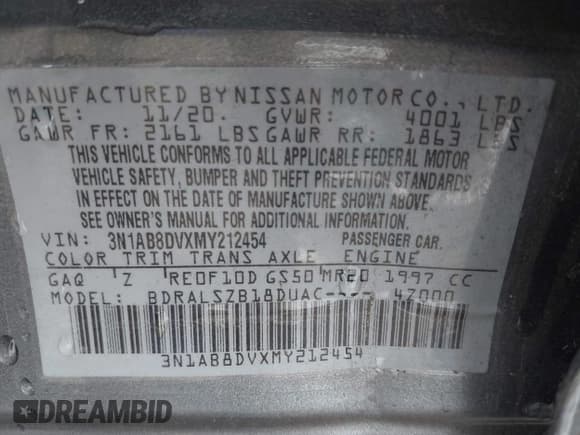 MANUFACTURED BY NISSAN MOTOR CO., LTD.
DATE: 11/20. GVWR: 4001 LBS
GAWR FR: 2161 LBS GAWR RR: 1863 LBS
THIS VEHICLE CONFORMS TO ALL APPLICABLE FEDERAL MOTOR
VEHICLE SAFETY, BUMPER AND THEFT PREVENTION STANDARDS
IN EFFECT ON THE DATE OF MANUFACTURE SHOWN ABOVE.
SEE OWNER'S MANUAL FOR ADDITIONAL INFORMATION.
VIN: 3N1AB8DVXMY212454 PASSENGER CAR.
COLOR TRIM TRANS AXLE ENGINE
GAQ Z RE0F10D GS50 MR20 1997 CC
MODEL: BDRALSZB18DUAC---- 4Z000
3N1AB8DVXMY212454
DREAMBID